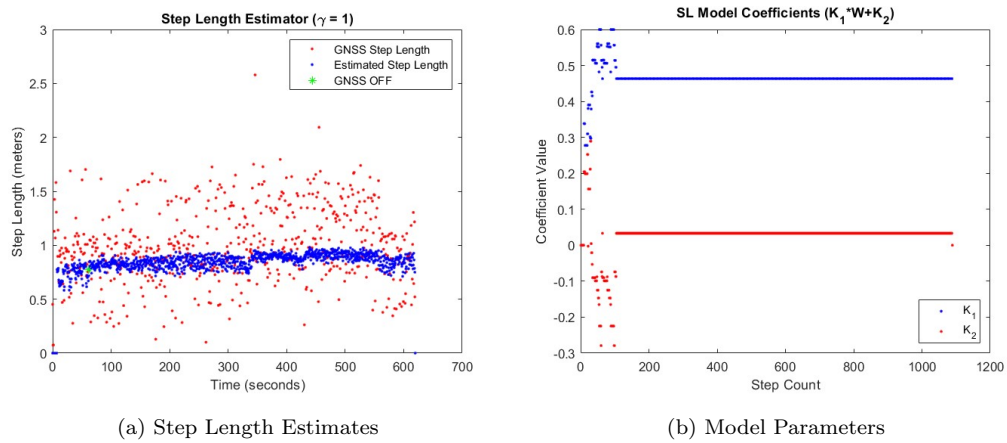 Step Length Estimator (γ = 1)
3
2.5
2
1.5
1
0.5
0
Step Length (meters)
GNSS Step Length
Estimated Step Length
GNSS OFF
0 100 200 300 400 500 600 700
Time (seconds)
(a) Step Length Estimates
SL Model Coefficients (K₁*W+K₂)
0.6
0.5
0.4
0.3
0.2
0.1
0
-0.1
-0.2
-0.3
Coefficient Value
K₁
K₂
0 200 400 600 800 1000 1200
Step Count
(b) Model Parameters